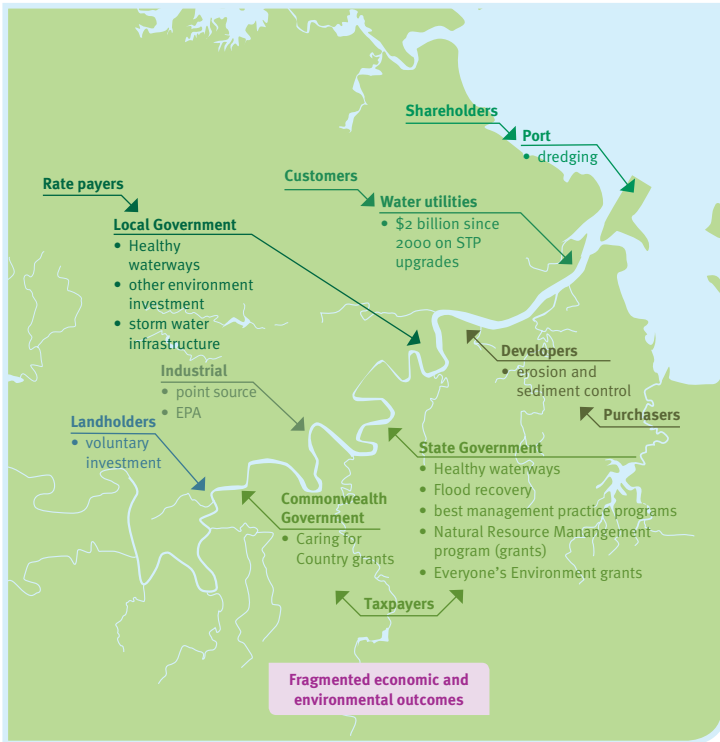 Shareholders
Port
• dredging
Customers
Water utilities
• $2 billion since
2000 on STP
upgrades
Rate payers
Local Government
• Healthy
waterways
• other environment
investment
• storm water
infrastructure
Developers
• erosion and
sediment control
Purchasers
Industrial
• point source
• EPA
Landholders
• voluntary
investment
State Government
• Healthy waterways
• Flood recovery
• best management practice programs
• Natural Resource Manangement
program (grants)
• Everyone's Environment grants
Commonwealth
Government
• Caring for
Country grants
Taxpayers
Fragmented economic and
environmental outcomes